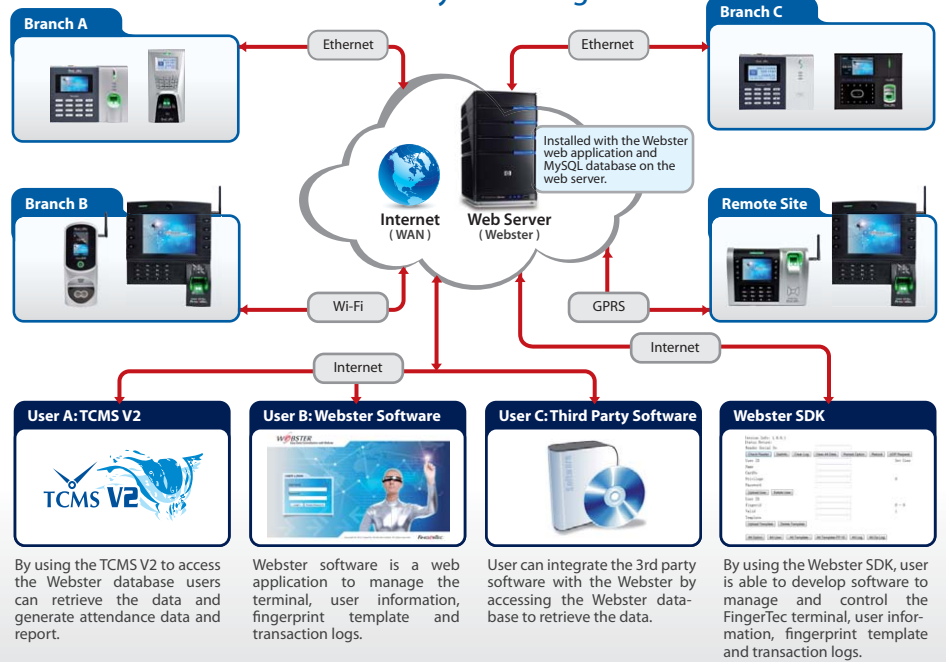 Branch A
Branch C
Ethernet
Ethernet
Installed with the Webster
web application and
MySQL database on the
web server.
Internet
(WAN)
Web Server
(Webster)
Branch B
Remote Site
Wi-Fi
GPRS
Internet
Internet
User A: TCMS V2
TCMS V2
By using the TCMS V2 to access
the Webster database users
can retrieve the data and
generate attendance data and
report.
User B: Webster Software
WEBSTER
USER LOGIN
FingerTec
Webster software is a web
application to manage the
terminal, user information,
fingerprint template and
transaction logs.
User C: Third Party Software
Software
User can integrate the 3rd party
software with the Webster by
accessing the Webster data-
base to retrieve the data.
Webster SDK
By using the Webster SDK, user
is able to develop software to
manage and control the
FingerTec terminal, user infor-
mation, fingerprint template
and transaction logs.